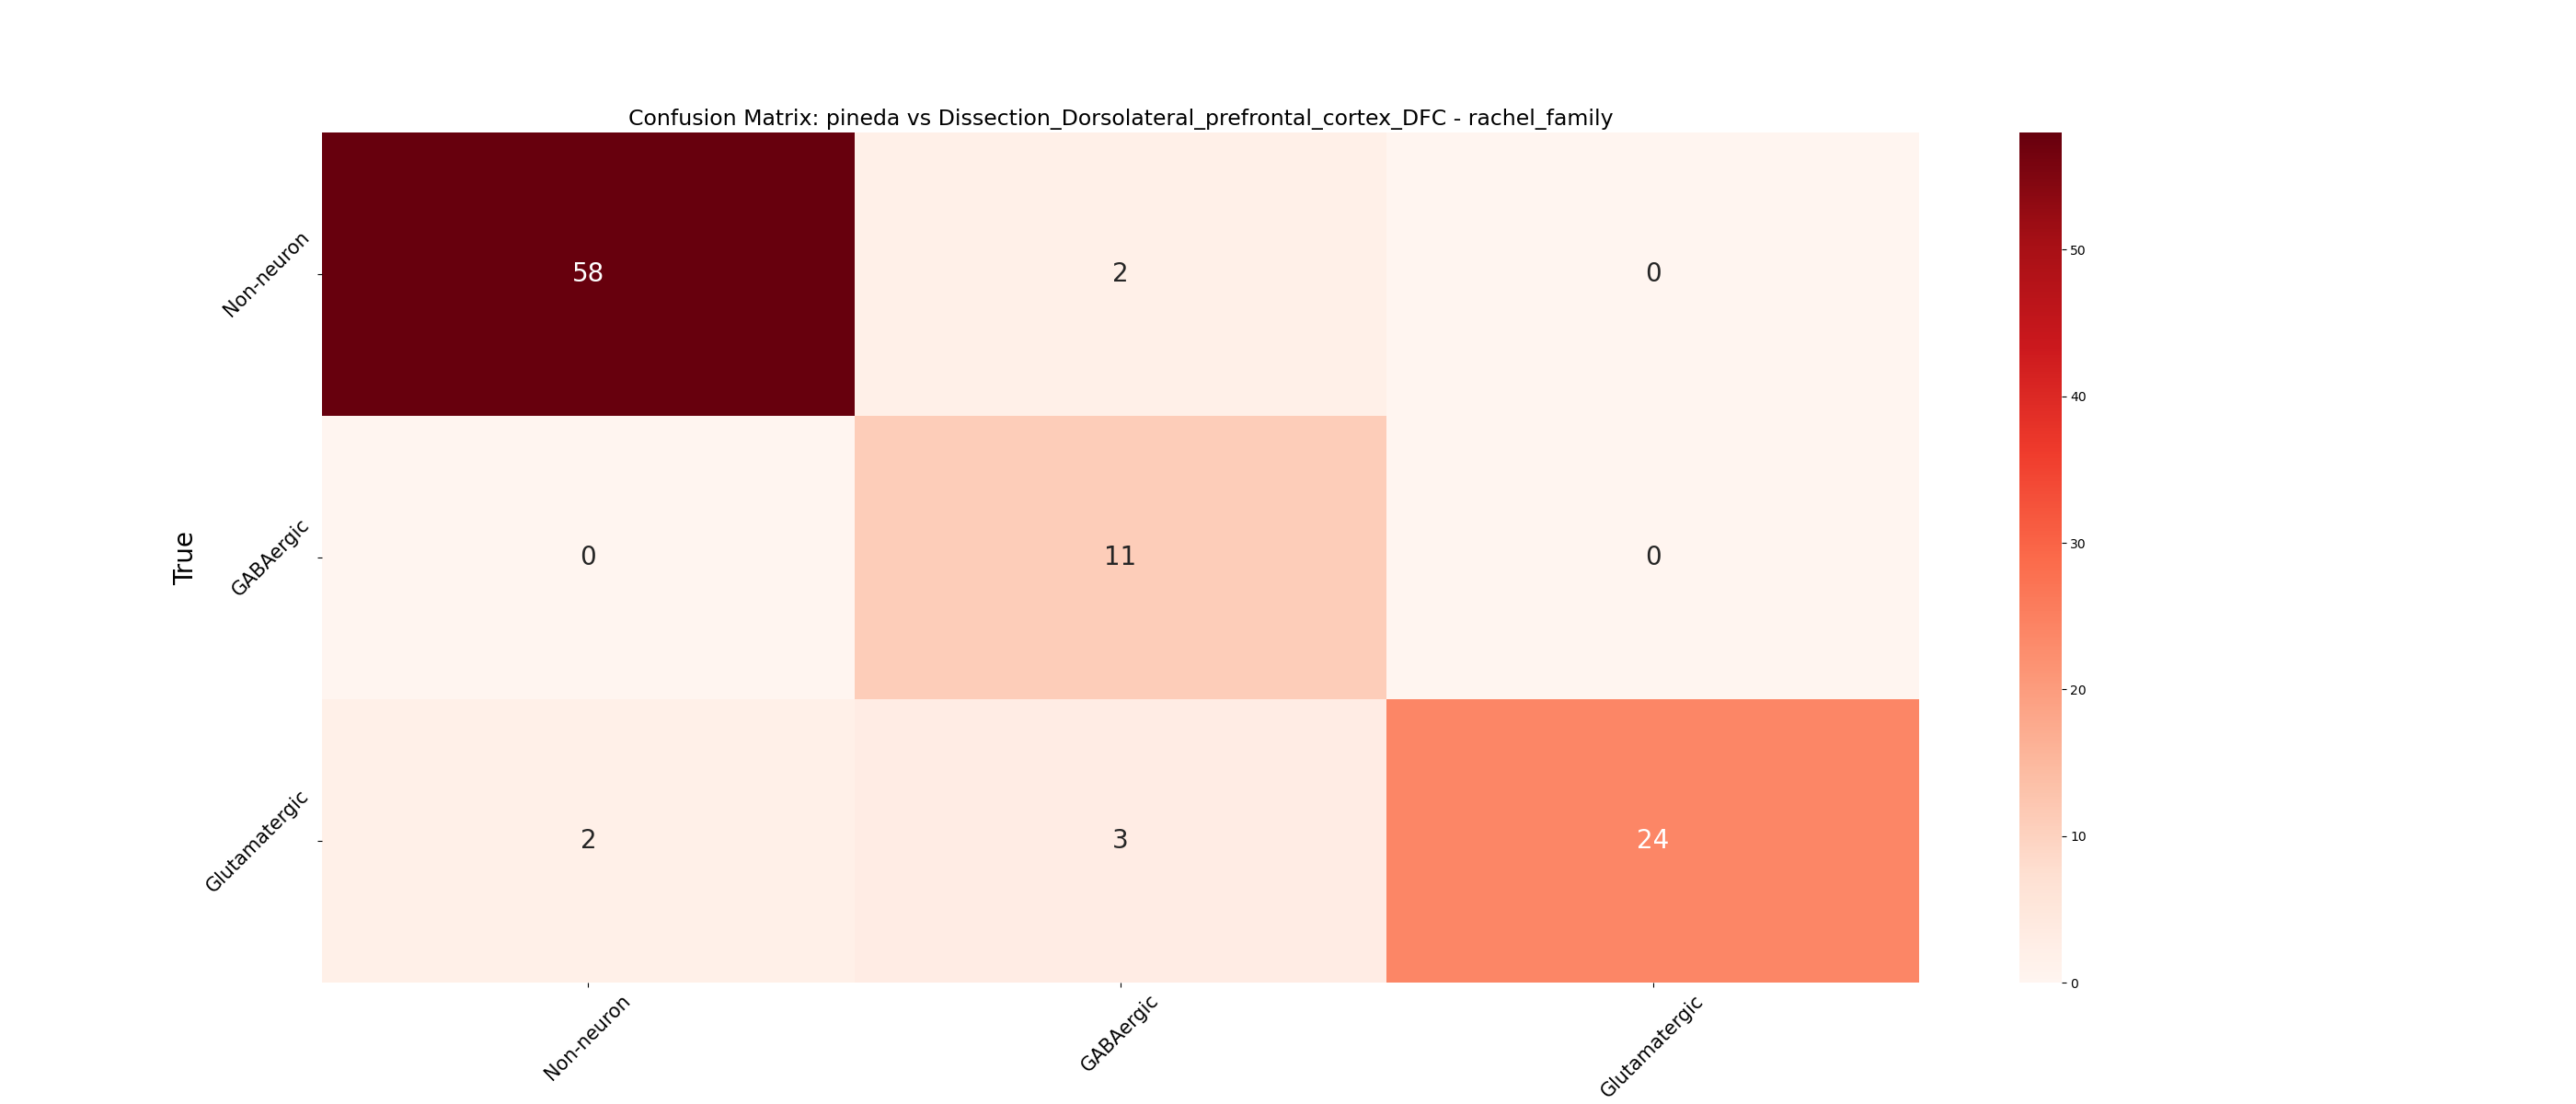 Confusion Matrix: pineda vs Dissection_Dorsolateral_prefrontal_cortex_DFC - rachel_family
True
Non-neuron
58
2
0
GABAergic
0
11
0
Glutamatergic
2
3
24
Non-neuron
GABAergic
Glutamatergic
50
40
30
20
10
0